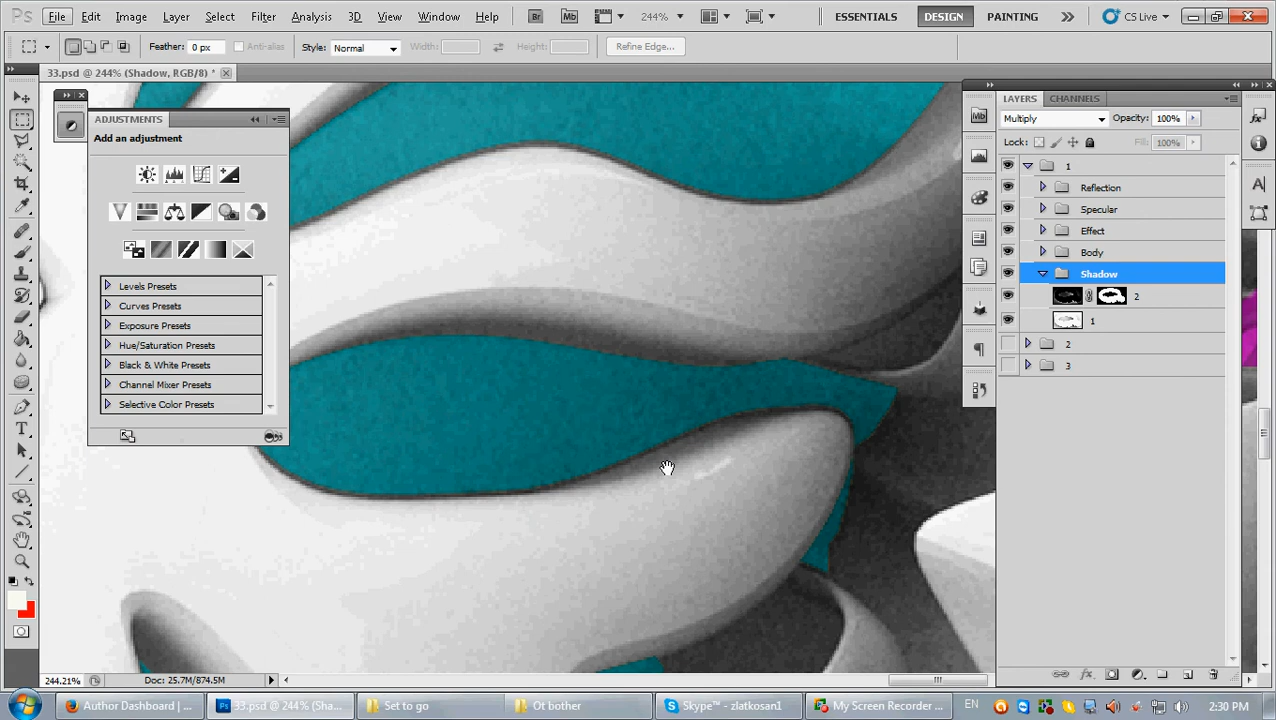 Ps File Edit Image Layer Select Filter Analysis 3D View Window Help Br Mb 244% ESSENTIALS DESIGN PAINTING CS Live
Feather: 0 px Anti-alias Style: Normal Width: Height: Refine Edge...
33.psd @ 244% (Shadow, RGB/8) *
ADJUSTMENTS
Add an adjustment
Levels Presets
Curves Presets
Exposure Presets
Hue/Saturation Presets
Black & White Presets
Channel Mixer Presets
Selective Color Presets
LAYERS CHANNELS
Multiply Opacity: 100%
Lock: Fill: 100%
1
Reflection
Specular
Effect
Body
Shadow
2
1
2
3
244.21% Doc: 25.7M/874.5M
Author Dashboard | ... 33.psd @ 244% (Sha... Set to go Ot bother Skype™ - zlatkosan1 My Screen Recorder ... EN 2:30 PM